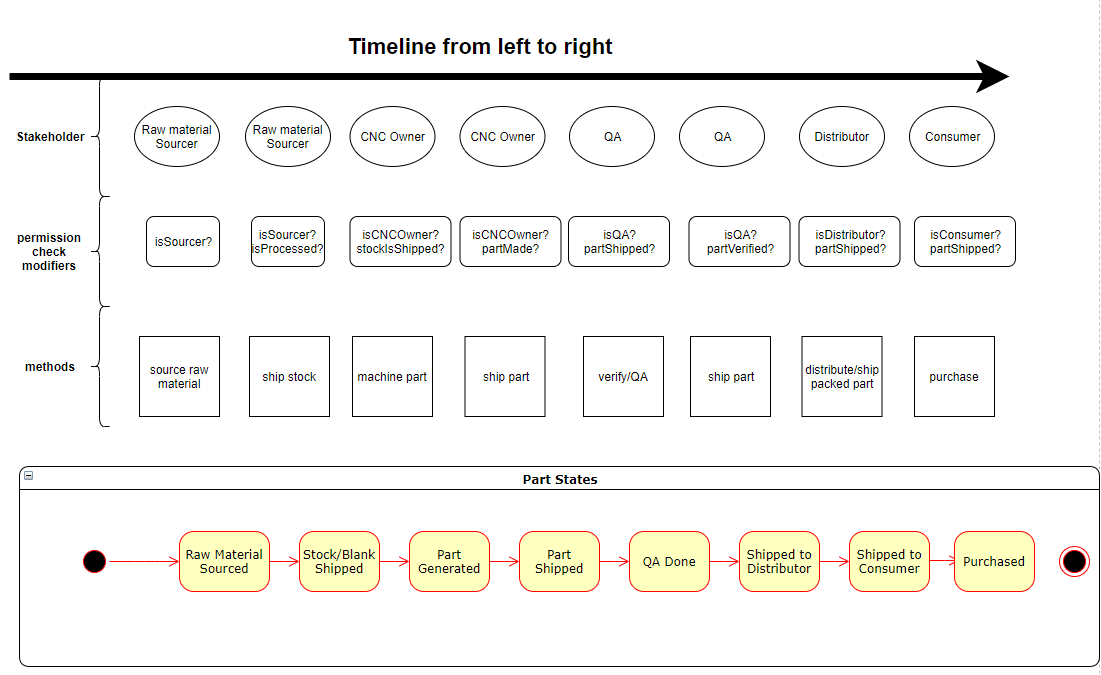 Timeline from left to right
Stakeholder
Raw material
Sourcer
Raw material
Sourcer
CNC Owner
CNC Owner
QA
QA
Distributor
Consumer
permission
check
modifiers
isSourcer?
isSourcer?
isProcessed?
isCNCOwner?
stockIsShipped?
isCNCOwner?
partMade?
isQA?
partShipped?
isQA?
partVerified?
isDistributor?
partShipped?
isConsumer?
partShipped?
methods
source raw
material
ship stock
machine part
ship part
verify/QA
ship part
distribute/ship
packed part
purchase
Part States
Raw Material
Sourced
Stock/Blank
Shipped
Part
Generated
Part
Shipped
QA Done
Shipped to
Distributor
Shipped to
Consumer
Purchased